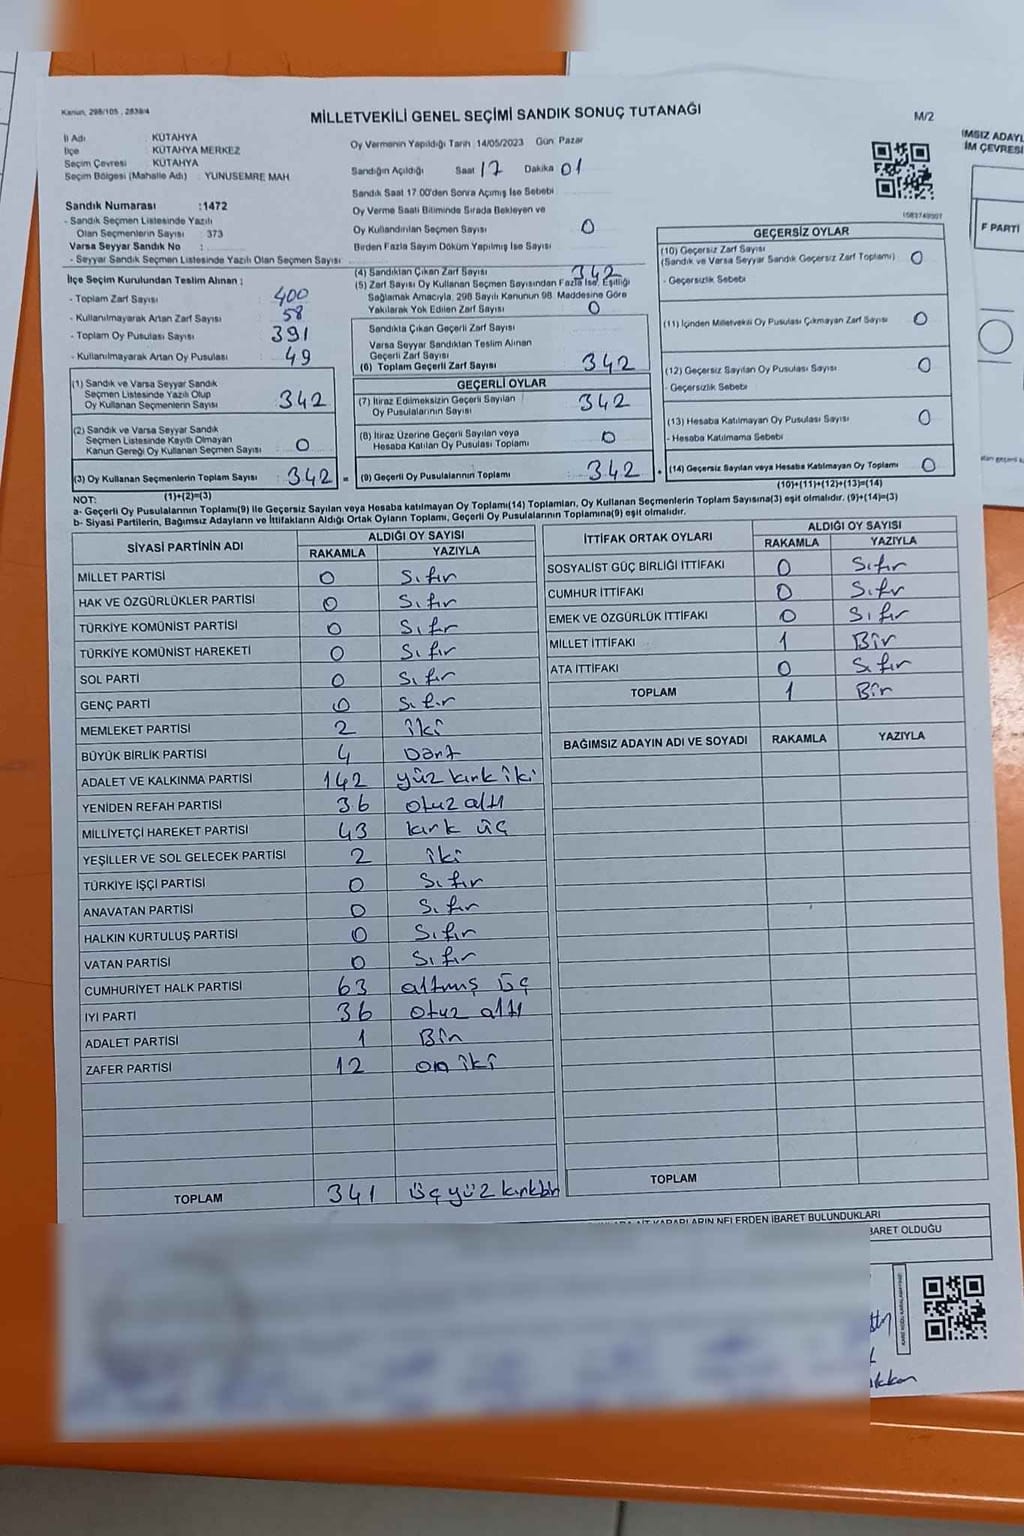 Kanun, 298/105 , 2839/4
MİLLETVEKİLİ GENEL SEÇİMİ SANDIK SONUÇ TUTANAĞI
M/2
İl Adı : KÜTAHYA
İlçe : KÜTAHYA MERKEZ
Seçim Çevresi : KÜTAHYA
Seçim Bölgesi (Mahalle Adı) : YUNUSEMRE MAH.
Oy Vermenin Yapıldığı Tarih :14/05/2023 Gün: Pazar
Sandığın Açıldığı Saat 17 Dakika 01
Sandık Saat 17:00'den Sonra Açımış İse Sebebi
Oy Verme Saati Bitiminde Sırada Bekleyen ve
Oy Kullandırılan Seçmen Sayısı : 0
Birden Fazla Sayım Döküm Yapılmış İse Sayısı :
Sandık Numarası :1472
- Sandık Seçmen Listesinde Yazılı
Olan Seçmenlerin Sayısı : 373
Varsa Seyyar Sandık No :
- Seyyar Sandık Seçmen Listesinde Yazılı Olan Seçmen Sayısı :
İlçe Seçim Kurulundan Teslim Alınan :
- Toplam Zarf Sayısı : 400
- Kullanılmayarak Artan Zarf Sayısı : 58
- Toplam Oy Pusulası Sayısı : 391
- Kullanılmayarak Artan Oy Pusulası : 49
(1) Sandık ve Varsa Seyyar Sandık
Seçmen Listesinde Yazılı Olup
Oy Kullanan Seçmenlerin Sayısı : 342
(2) Sandık ve Varsa Seyyar Sandık
Seçmen Listesinde Kayıtlı Olmayan
Kanun Gereği Oy Kullanan Seçmen Sayısı : 0
(3) Oy Kullanan Seçmenlerin Toplam Sayısı : 342 =
(1)+(2)=(3)
(4) Sandıktan Çıkan Zarf Sayısı : 342
(5) Zarf Sayısı Oy Kullanan Seçmen Sayısından Fazla İse, Eşitliği
Sağlamak Amacıyla, 298 Sayılı Kanunun 98. Maddesine Göre
Yakılarak Yok Edilen Zarf Sayısı : 0
Sandıkta Çıkan Geçerli Zarf Sayısı :
Varsa Seyyar Sandıktan Teslim Alınan
Geçerli Zarf Sayısı :
(6) Toplam Geçerli Zarf Sayısı : 342
GEÇERLİ OYLAR
(7) İtiraz Edilmeksizin Geçerli Sayılan
Oy Pusulalarının Sayısı : 342
(8) İtiraz Üzerine Geçerli Sayılan veya
Hesaba Katılan Oy Pusulası Toplamı : 0
(9) Geçerli Oy Pusulalarının Toplamı : 342
1583749907
GEÇERSİZ OYLAR
(10) Geçersiz Zarf Sayısı
(Sandık ve Varsa Seyyar Sandık Geçersiz Zarf Toplamı) : 0
- Geçersizlik Sebebi :
(11) İçinden Milletvekili Oy Pusulası Çıkmayan Zarf Sayısı : 0
(12) Geçersiz Sayılan Oy Pusulası Sayısı : 0
- Geçersizlik Sebebi
(13) Hesaba Katılmayan Oy Pusulası Sayısı : 0
- Hesaba Katılmama Sebebi :
(14) Geçersiz Sayılan veya Hesaba Katılmayan Oy Toplamı : 0
(10)+(11)+(12)+(13)=(14)
NOT:
a- Geçerli Oy Pusulalarının Toplamı(9) ile Geçersiz Sayılan veya Hesaba katılmayan Oy Toplamı(14) Toplamları, Oy Kullanan Seçmenlerin Toplam Sayısına(3) eşit olmalıdır. (9)+(14)=(3)
b- Siyasi Partilerin, Bağımsız Adayların ve İttifakların Aldığı Ortak Oyların Toplamı, Geçerli Oy Pusulalarının Toplamına(9) eşit olmalıdır.
SİYASİ PARTİNİN ADI ALDIĞI OY SAYISI
RAKAMLA YAZIYLA
MİLLET PARTİSİ 0 Sıfır
HAK VE ÖZGÜRLÜKLER PARTİSİ 0 Sıfır
TÜRKİYE KOMÜNİST PARTİSİ 0 Sıfır
TÜRKİYE KOMÜNİST HAREKETİ 0 Sıfır
SOL PARTİ 0 Sıfır
GENÇ PARTİ 0 Sıfır
MEMLEKET PARTİSİ 2 iki
BÜYÜK BİRLİK PARTİSİ 4 Dört
ADALET VE KALKINMA PARTİSİ 142 yüz kırk iki
YENİDEN REFAH PARTİSİ 36 otuz altı
MİLLİYETÇİ HAREKET PARTİSİ 43 kırk üç
YEŞİLLER VE SOL GELECEK PARTİSİ 2 iki
TÜRKİYE İŞÇİ PARTİSİ 0 Sıfır
ANAVATAN PARTİSİ 0 Sıfır
HALKIN KURTULUŞ PARTİSİ 0 Sıfır
VATAN PARTİSİ 0 Sıfır
CUMHURİYET HALK PARTİSİ 63 altmış üç
İYİ PARTİ 36 otuz altı
ADALET PARTİSİ 1 Bir
ZAFER PARTİSİ 12 on iki
TOPLAM 341 üçyüz kırkbir
İTTİFAK ORTAK OYLARI ALDIĞI OY SAYISI
RAKAMLA YAZIYLA
SOSYALİST GÜÇ BİRLİĞİ İTTİFAKI 0 Sıfır
CUMHUR İTTİFAKI 0 Sıfır
EMEK VE ÖZGÜRLÜK İTTİFAKI 0 Sıfır
MİLLET İTTİFAKI 1 Bir
ATA İTTİFAKI 0 Sıfır
TOPLAM 1 Bir
BAĞIMSIZ ADAYIN ADI VE SOYADI RAKAMLA YAZIYLA
TOPLAM
KARARLARIN NELERDEN İBARET BULUNDUKLARI
BARET OLDUĞU
IMSIZ ADAYL
İM ÇEVRESİ
F PARTİ